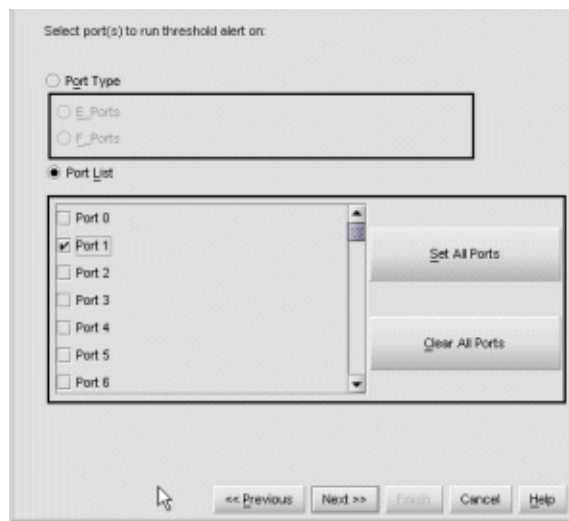 Select port(s) to run threshold alert on:
Port Type
E_Ports
F_Ports
Port List
Port 0
Port 1
Port 2
Port 3
Port 4
Port 5
Port 6
Set All Ports
Clear All Ports
<< Previous
Next >>
Finish
Cancel
Help